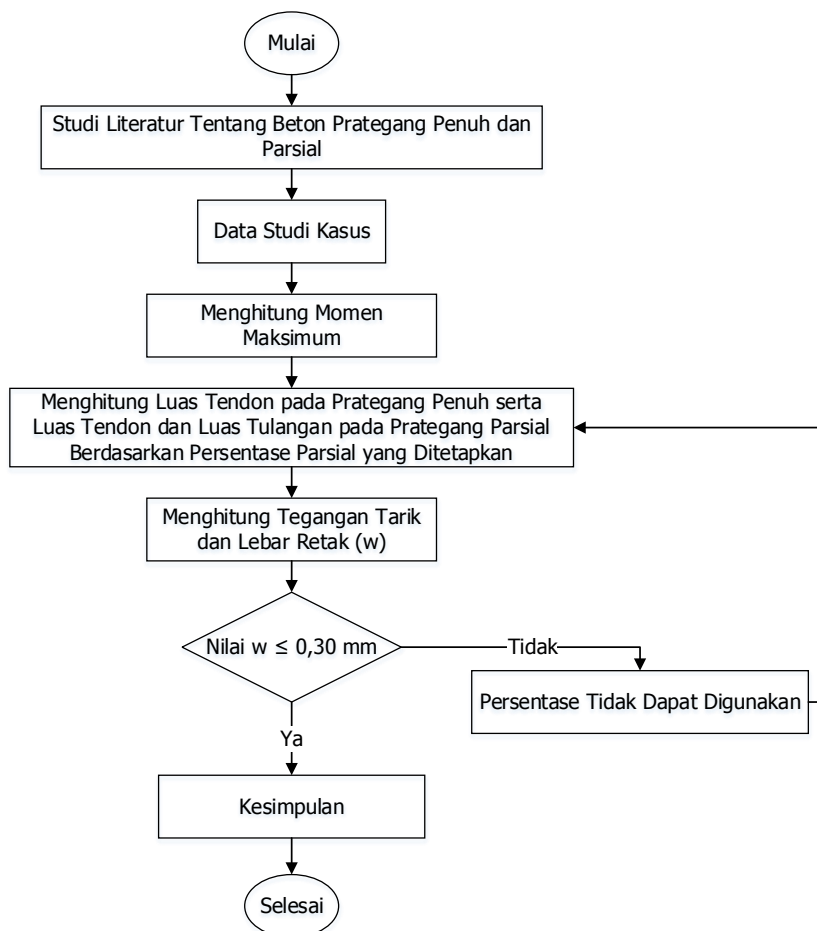 Mulai
Studi Literatur Tentang Beton Prategang Penuh dan
Parsial
Data Studi Kasus
Menghitung Momen
Maksimum
Menghitung Luas Tendon pada Prategang Penuh serta
Luas Tendon dan Luas Tulangan pada Prategang Parsial
Berdasarkan Persentase Parsial yang Ditetapkan
Menghitung Tegangan Tarik
dan Lebar Retak (w)
Nilai w ≤ 0,30 mm
Tidak
Persentase Tidak Dapat Digunakan
Ya
Kesimpulan
Selesai